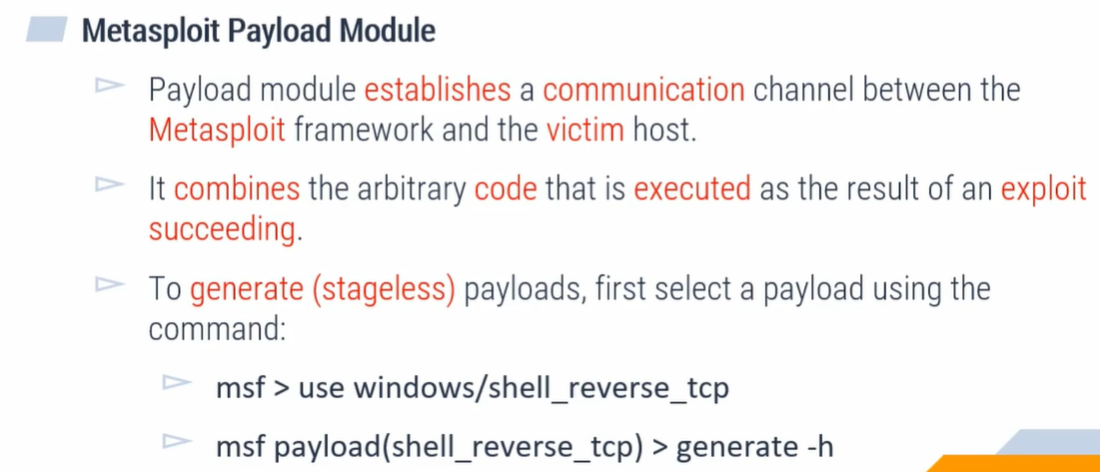 Metasploit Payload Module
Payload module establishes a communication channel between the
Metasploit framework and the victim host.
It combines the arbitrary code that is executed as the result of an exploit
succeeding.
To generate (stageless) payloads, first select a payload using the
command:
msf > use windows/shell_reverse_tcp
msf payload(shell_reverse_tcp) > generate -h